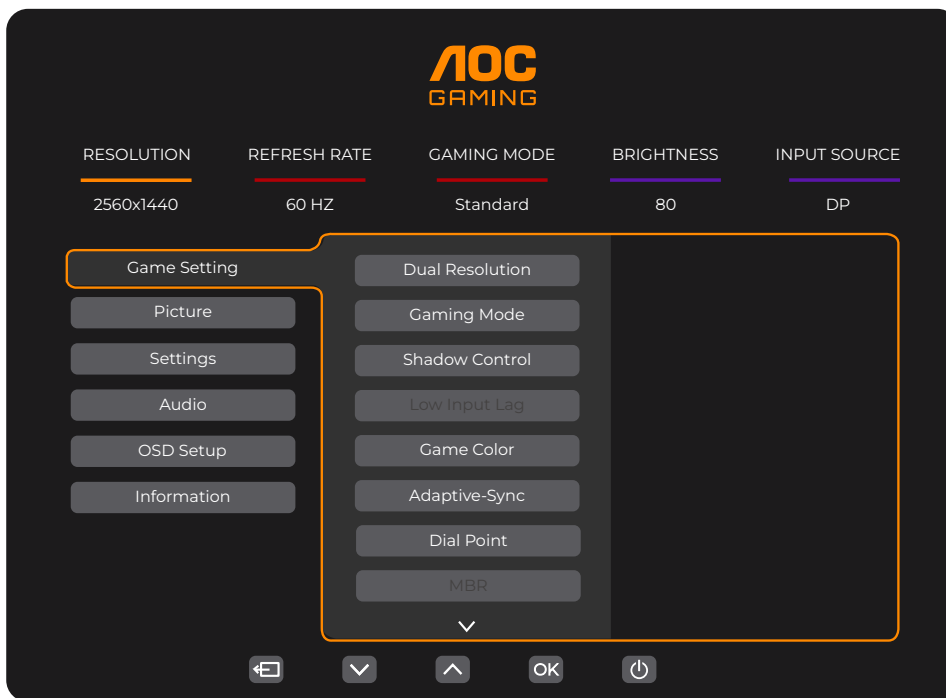 AOC
GAMING
RESOLUTION REFRESH RATE GAMING MODE BRIGHTNESS INPUT SOURCE
2560x1440 60 HZ Standard 80 DP
Game Setting
Picture
Settings
Audio
OSD Setup
Information
Dual Resolution
Gaming Mode
Shadow Control
Low Input Lag
Game Color
Adaptive-Sync
Dial Point
MBR
OK